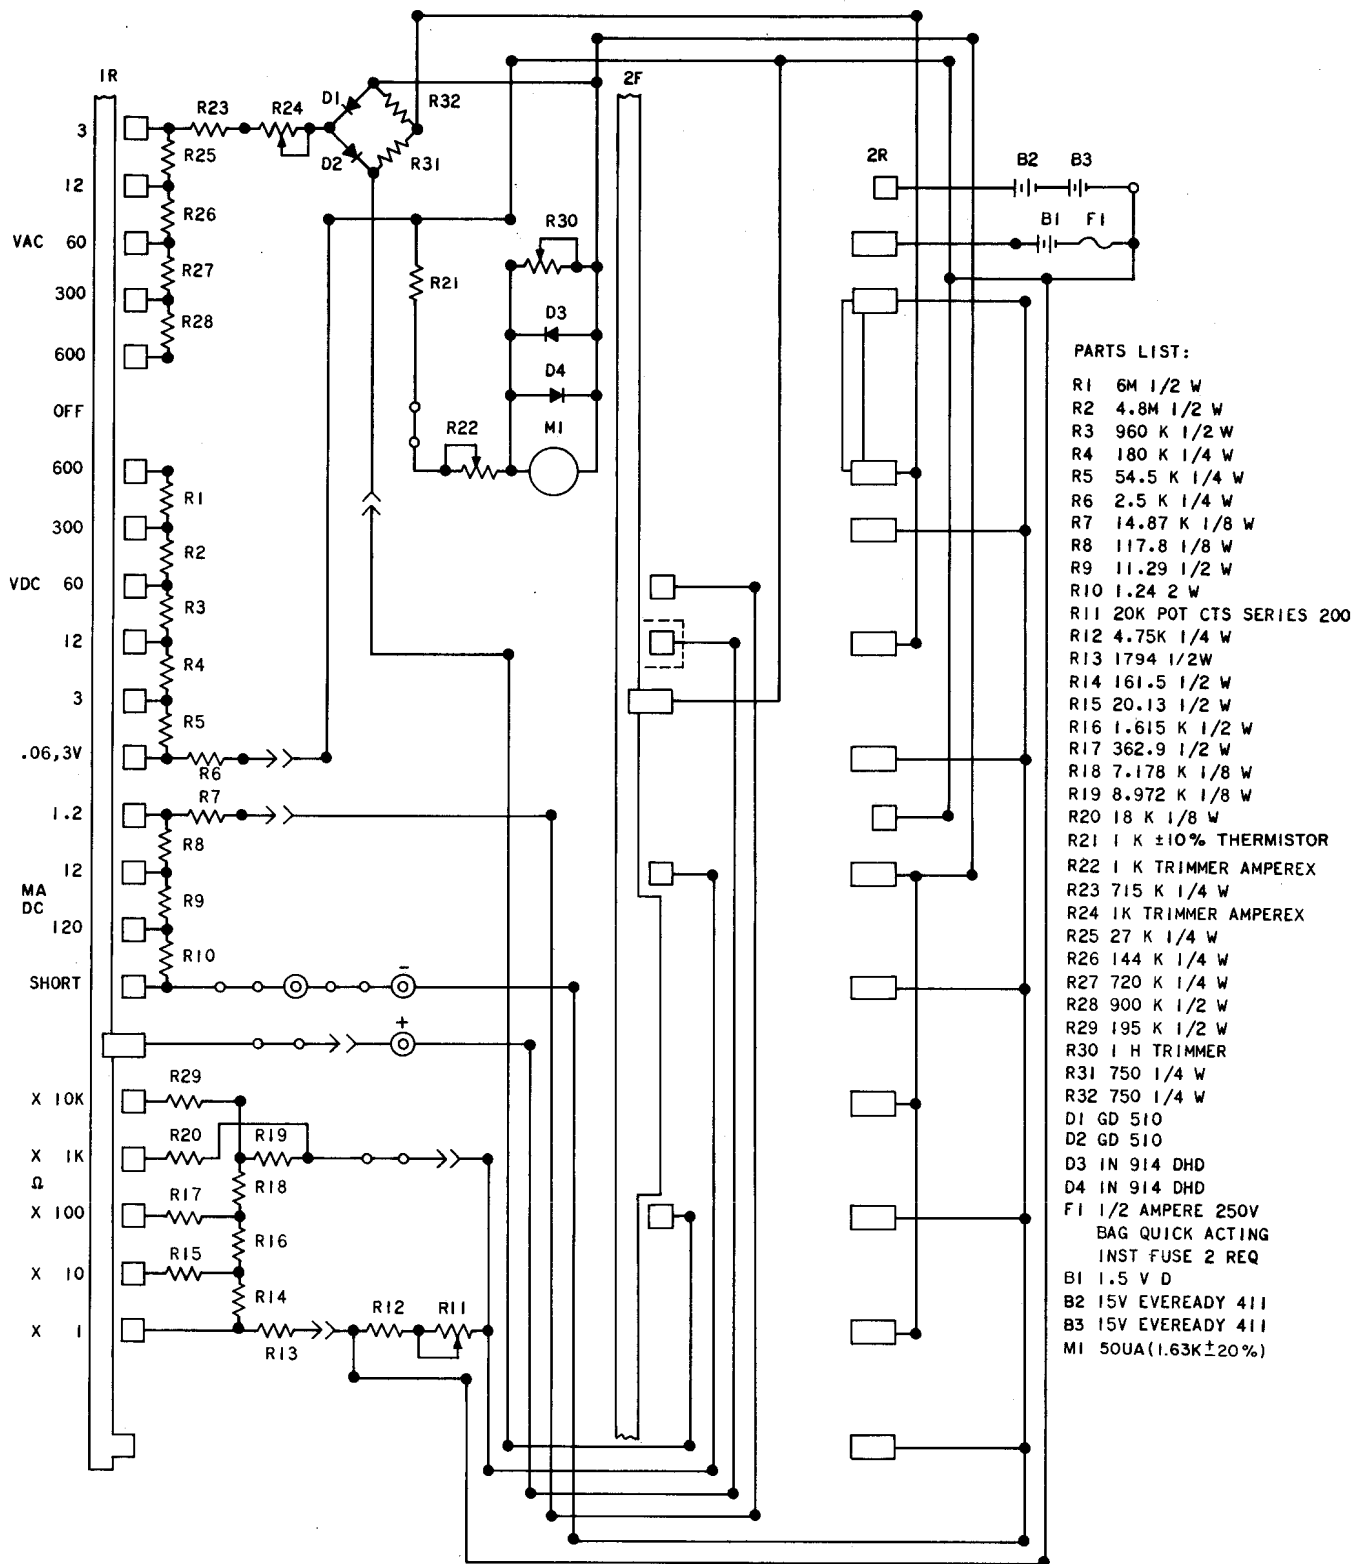 1R
2F
2R
3
12
VAC 60
300
600
OFF
600
300
VDC 60
12
3
.06,3V
1.2
12
MA
DC
120
SHORT
X 10K
X 1K
Ω
X 100
X 10
X 1
R23
R24
R25
R26
R27
R28
D1
D2
R32
R31
R30
R21
D3
D4
R22
M1
R1
R2
R3
R4
R5
R6
R7
R8
R9
R10
-
+
R29
R20
R19
R18
R17
R16
R15
R14
R13
R12
R11
B2
B3
B1
F1
PARTS LIST:
R1 6M 1/2 W
R2 4.8M 1/2 W
R3 960 K 1/2 W
R4 180 K 1/4 W
R5 54.5 K 1/4 W
R6 2.5 K 1/4 W
R7 14.87 K 1/8 W
R8 117.8 1/8 W
R9 11.29 1/2 W
R10 1.24 2 W
R11 20K POT CTS SERIES 200
R12 4.75K 1/4 W
R13 1794 1/2W
R14 161.5 1/2 W
R15 20.13 1/2 W
R16 1.615 K 1/2 W
R17 362.9 1/2 W
R18 7.178 K 1/8 W
R19 8.972 K 1/8 W
R20 18 K 1/8 W
R21 1 K ±10% THERMISTOR
R22 1 K TRIMMER AMPEREX
R23 715 K 1/4 W
R24 1K TRIMMER AMPEREX
R25 27 K 1/4 W
R26 144 K 1/4 W
R27 720 K 1/4 W
R28 900 K 1/2 W
R29 195 K 1/2 W
R30 1 H TRIMMER
R31 750 1/4 W
R32 750 1/4 W
D1 GD 510
D2 GD 510
D3 1N 914 DHD
D4 1N 914 DHD
F1 1/2 AMPERE 250V
BAG QUICK ACTING
INST FUSE 2 REQ
B1 1.5 V D
B2 15V EVEREADY 411
B3 15V EVEREADY 411
M1 50UA(1.63K±20%)